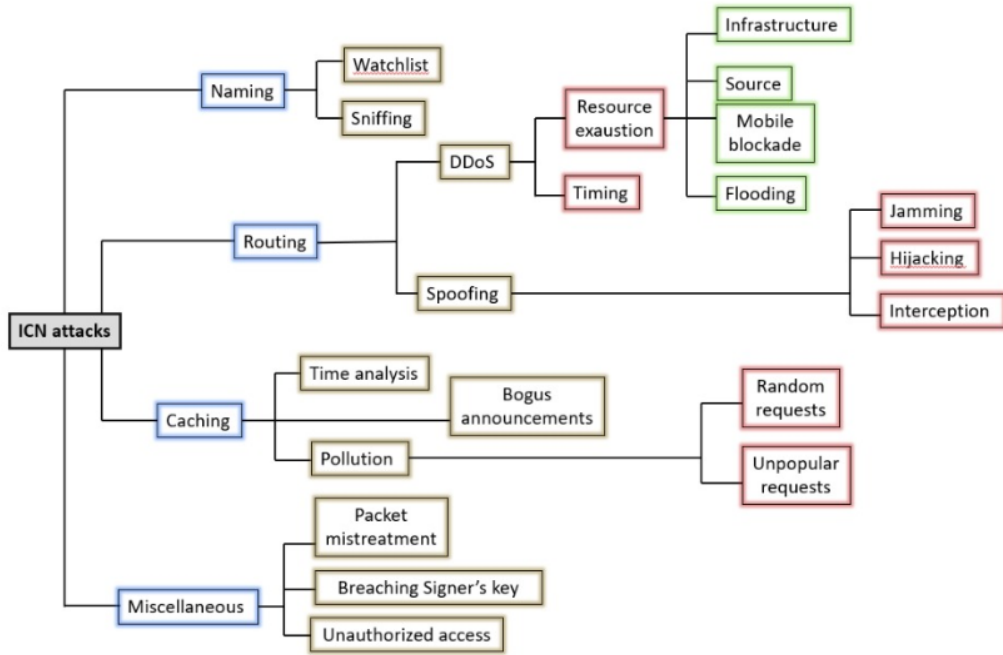 Infrastructure
Watchlist
Naming
Source
Resource
exaustion
Sniffing
Mobile
blockade
DDoS
Timing
Flooding
Jamming
Routing
Hijacking
Spoofing
Interception
ICN attacks
Time analysis
Random
requests
Bogus
announcements
Caching
Pollution
Unpopular
requests
Packet
mistreatment
Breaching Signer's key
Miscellaneous
Unauthorized access